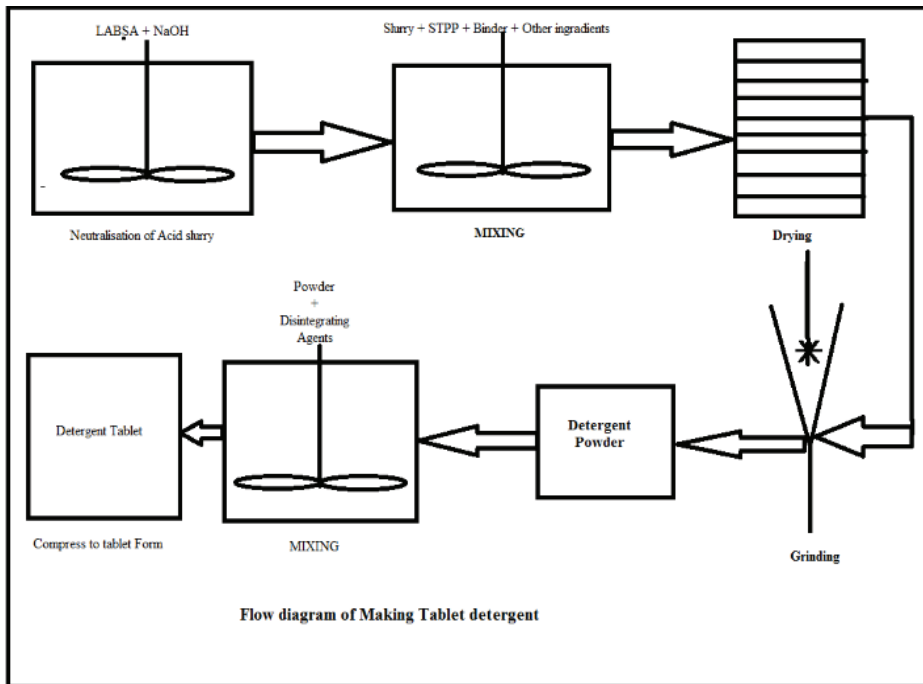 LABSA + NaOH
Slurry + STPP + Binder + Other ingridients
Neutralisation of Acid slurry
MIXING
Drying
Powder
+
Disintegrating
Agents
Detergent Tablet
Detergent
Powder
Compress to tablet Form
MIXING
Grinding
Flow diagram of Making Tablet detergent